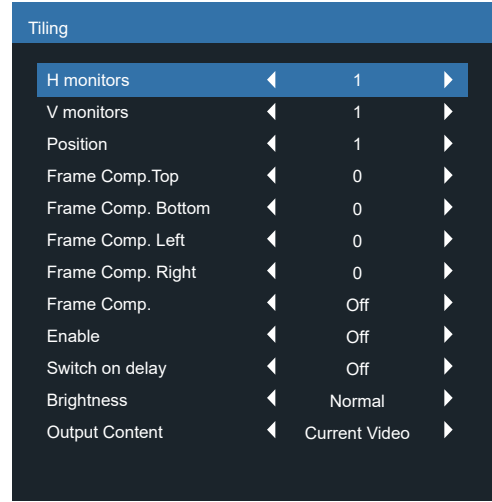 Tiling
H monitors 1
V monitors 1
Position 1
Frame Comp.Top 0
Frame Comp. Bottom 0
Frame Comp. Left 0
Frame Comp. Right 0
Frame Comp. Off
Enable Off
Switch on delay Off
Brightness Normal
Output Content Current Video